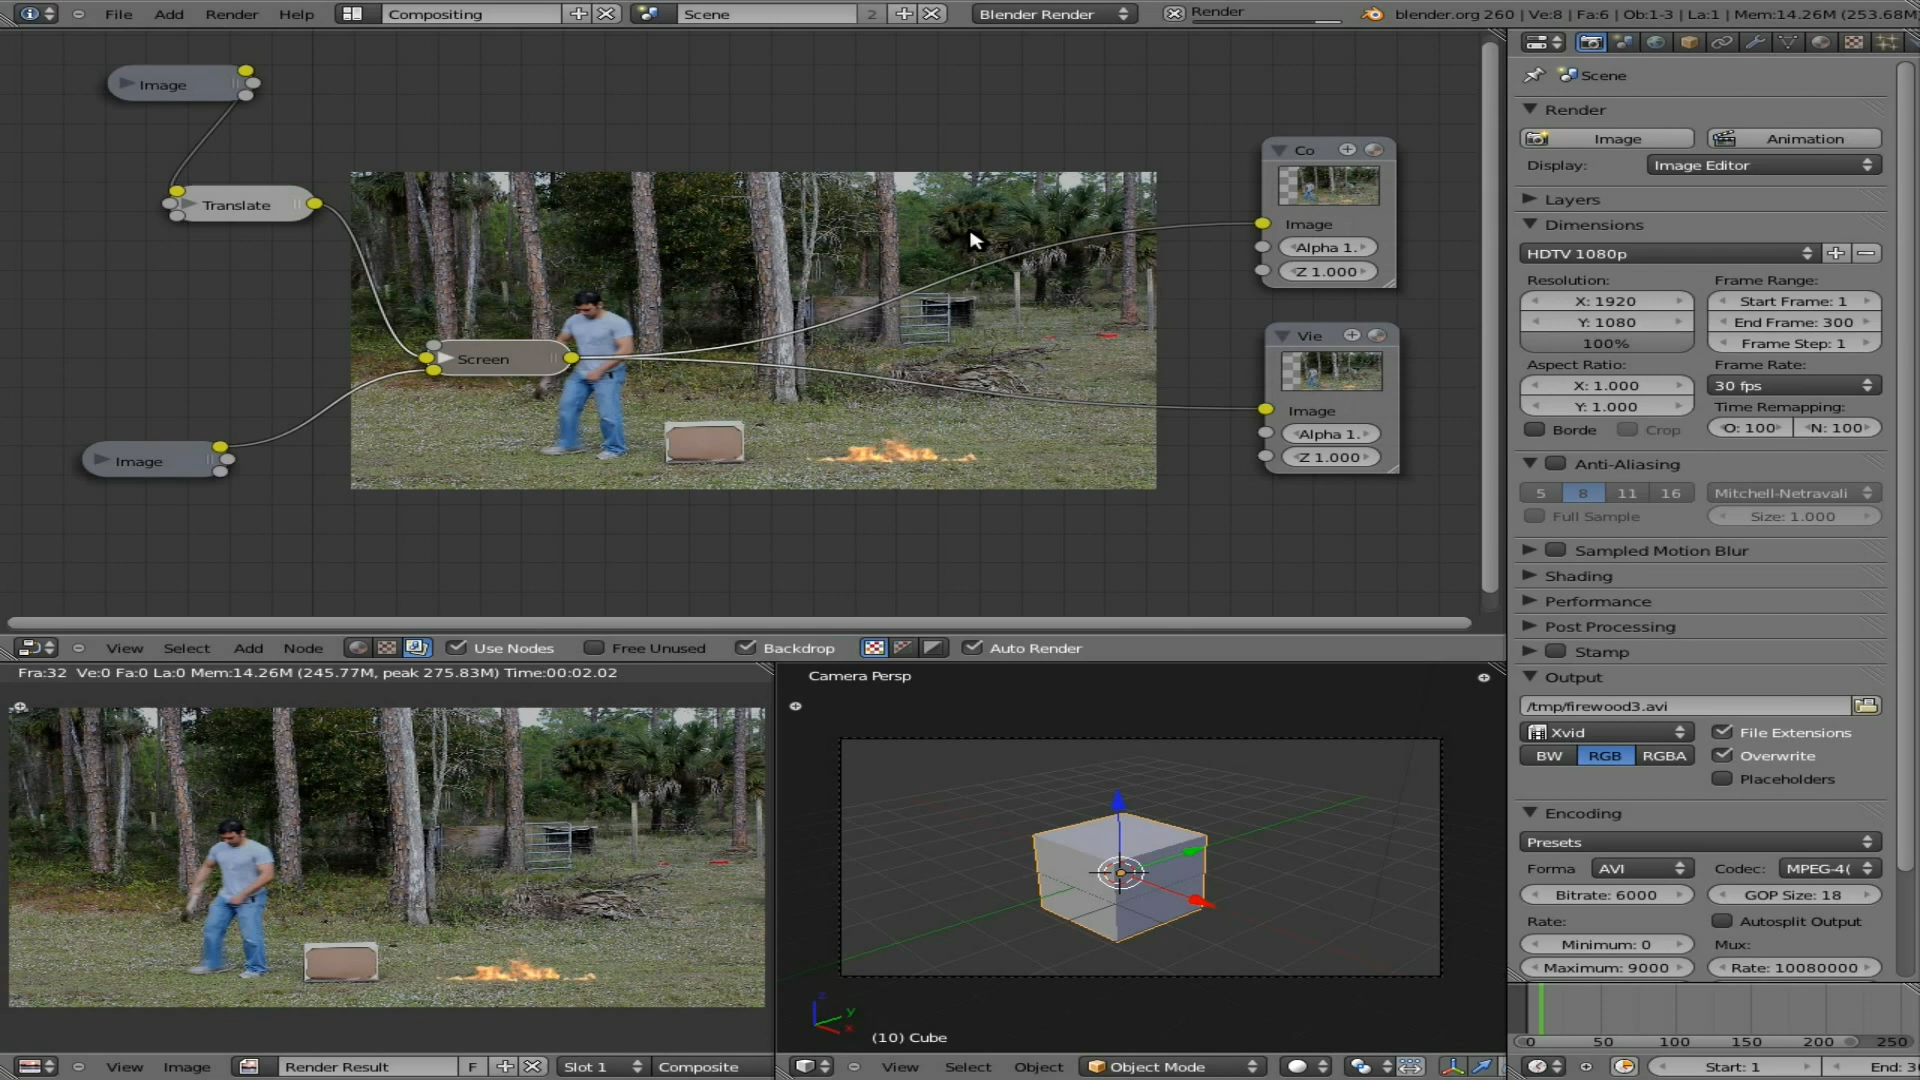 File Add Render Help Compositing Scene 2 Blender Render Render blender.org 260 | Ve:8 | Fa:6 | Ob:1-3 | La:1 | Mem:14.26M (253.68M
Image
Translate
Screen
Image
Co
Image
Alpha 1.
Z 1.000
Vie
Image
Alpha 1.
Z 1.000
View Select Add Node Use Nodes Free Unused Backdrop Auto Render
Fra:32 Ve:0 Fa:0 La:0 Mem:14.26M (245.77M, peak 275.83M) Time:00:02.02
View Image Render Result F Slot 1 Composite
Camera Persp
z
y
x
(10) Cube
View Select Object Object Mode
Scene
Render
Image Animation
Display: Image Editor
Layers
Dimensions
HDTV 1080p
Resolution: Frame Range:
X: 1920 Start Frame: 1
Y: 1080 End Frame: 300
100% Frame Step: 1
Aspect Ratio: Frame Rate:
X: 1.000 30 fps
Y: 1.000 Time Remapping:
Borde Crop O: 100 N: 100
Anti-Aliasing
5 8 11 16 Mitchell-Netravali
Full Sample Size: 1.000
Sampled Motion Blur
Shading
Performance
Post Processing
Stamp
Output
/tmp/firewood3.avi
Xvid File Extensions
BW RGB RGBA Overwrite
Placeholders
Encoding
Presets
Forma AVI Codec: MPEG-4(
Bitrate: 6000 GOP Size: 18
Rate: Autosplit Output
Minimum: 0 Mux:
Maximum: 9000 Rate: 10080000
0 50 100 150 200 250
Start: 1 End: 3